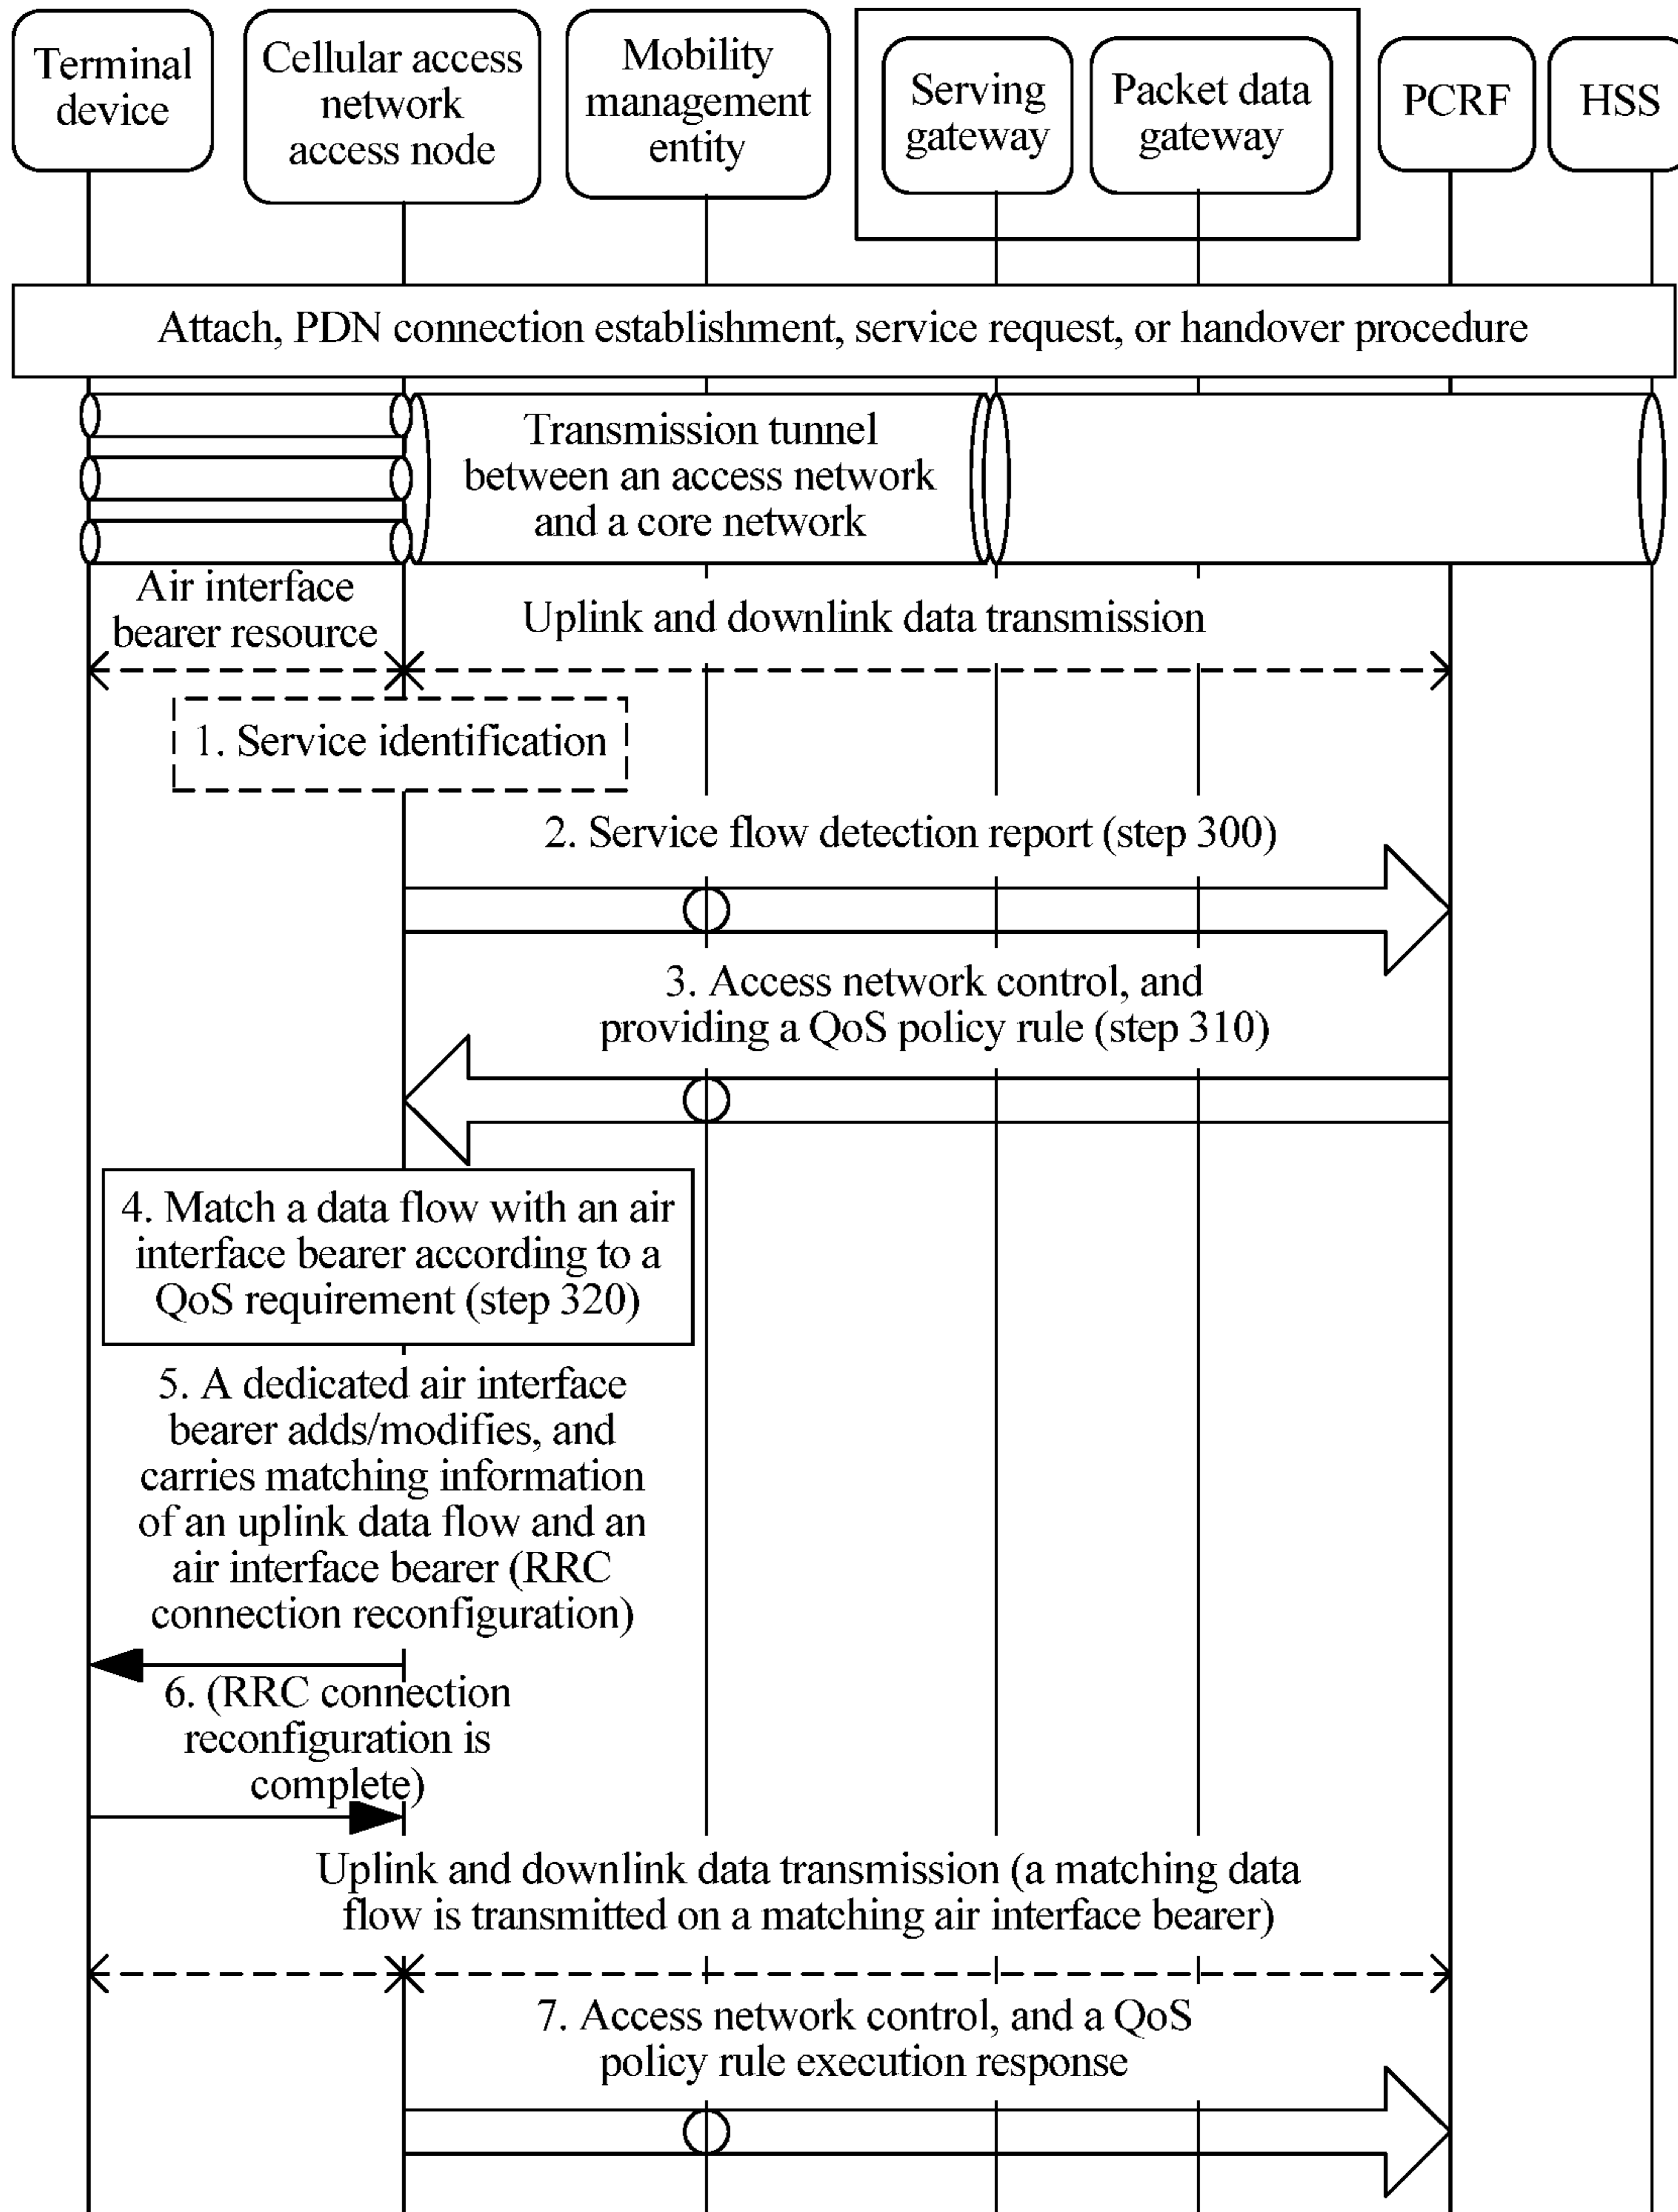 Terminal
device
Cellular access
network
access node
Mobility
management
entity
Serving
gateway
Packet data
gateway
PCRF
HSS
Attach, PDN connection establishment, service request, or handover procedure
Transmission tunnel
between an access network
and a core network
Air interface
bearer resource
Uplink and downlink data transmission
1. Service identification
2. Service flow detection report (step 300)
3. Access network control, and
providing a QoS policy rule (step 310)
4. Match a data flow with an air
interface bearer according to a
QoS requirement (step 320)
5. A dedicated air interface
bearer adds/modifies, and
carries matching information
of an uplink data flow and an
air interface bearer (RRC
connection reconfiguration)
6. (RRC connection
reconfiguration is
complete)
Uplink and downlink data transmission (a matching data
flow is transmitted on a matching air interface bearer)
7. Access network control, and a QoS
policy rule execution response